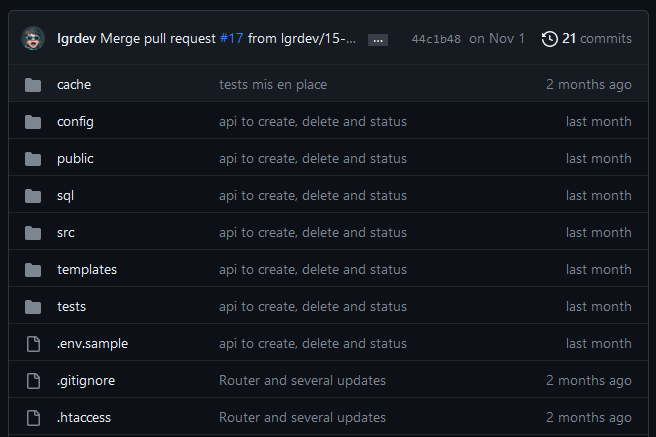 lgrdev Merge pull request #17 from lgrdev/15-... ... 44c1b48 on Nov 1 21 commits
cache tests mis en place 2 months ago
config api to create, delete and status last month
public api to create, delete and status last month
sql api to create, delete and status last month
src api to create, delete and status last month
templates api to create, delete and status last month
tests api to create, delete and status last month
.env.sample api to create, delete and status last month
.gitignore Router and several updates 2 months ago
.htaccess Router and several updates 2 months ago